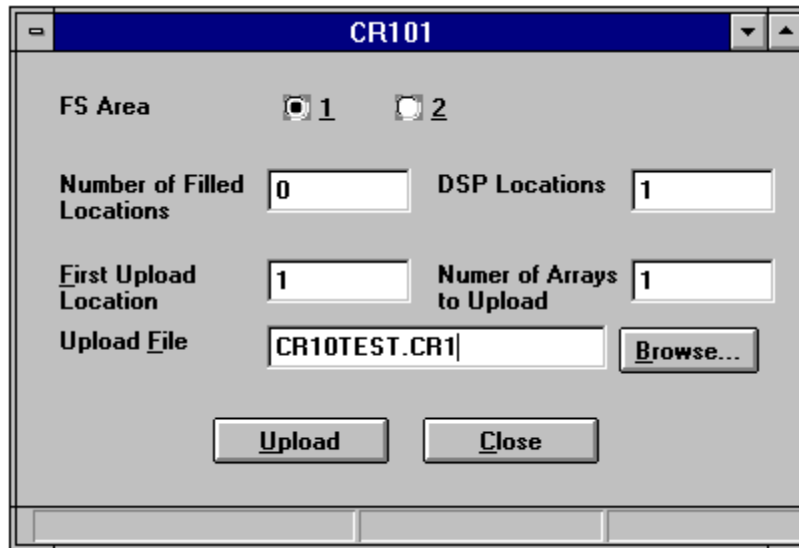 CR101
FS Area 1 2
Number of Filled Locations 0 DSP Locations 1
First Upload Location 1 Numer of Arrays to Upload 1
Upload File CR10TEST.CR1 Browse...
Upload Close